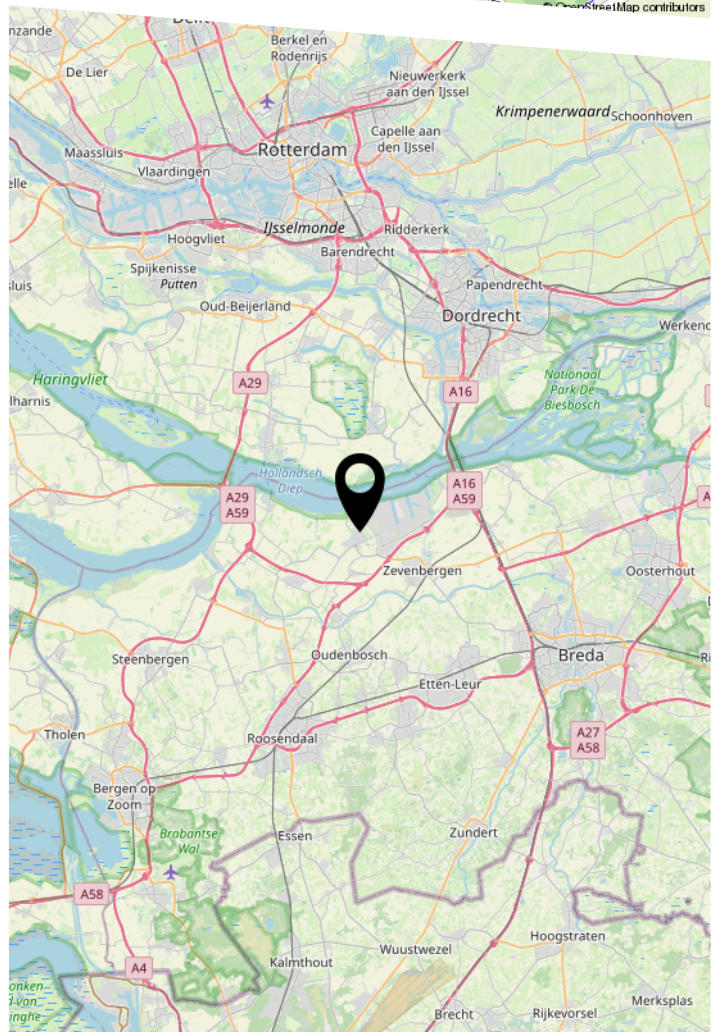 © OpenStreetMap contributors
Berkel en
Rodenrijs
De Lier
Nieuwerkerk
aan den IJssel
Krimpenerwaard
Schoonhoven
Capelle aan
den IJssel
Rotterdam
Maassluis
Vlaardingen
IJsselmonde
Ridderkerk
Hoogvliet
Barendrecht
Spijkenisse
Putten
Papendrecht
Oud-Beijerland
Dordrecht
Haringvliet
A29
A16
Nationaal
Park De
Biesbosch
Hollandsch
Diep
A29
A59
A16
A59
Zevenbergen
Oosterhout
Steenbergen
Oudenbosch
Breda
Etten-Leur
Tholen
Roosendaal
A27
A58
Bergen op
Zoom
Brabantse
Wal
Essen
Zundert
A58
Hoogstraten
Wuustwezel
Kalmthout
A4
Merksplas
Brecht
Rijkevorsel